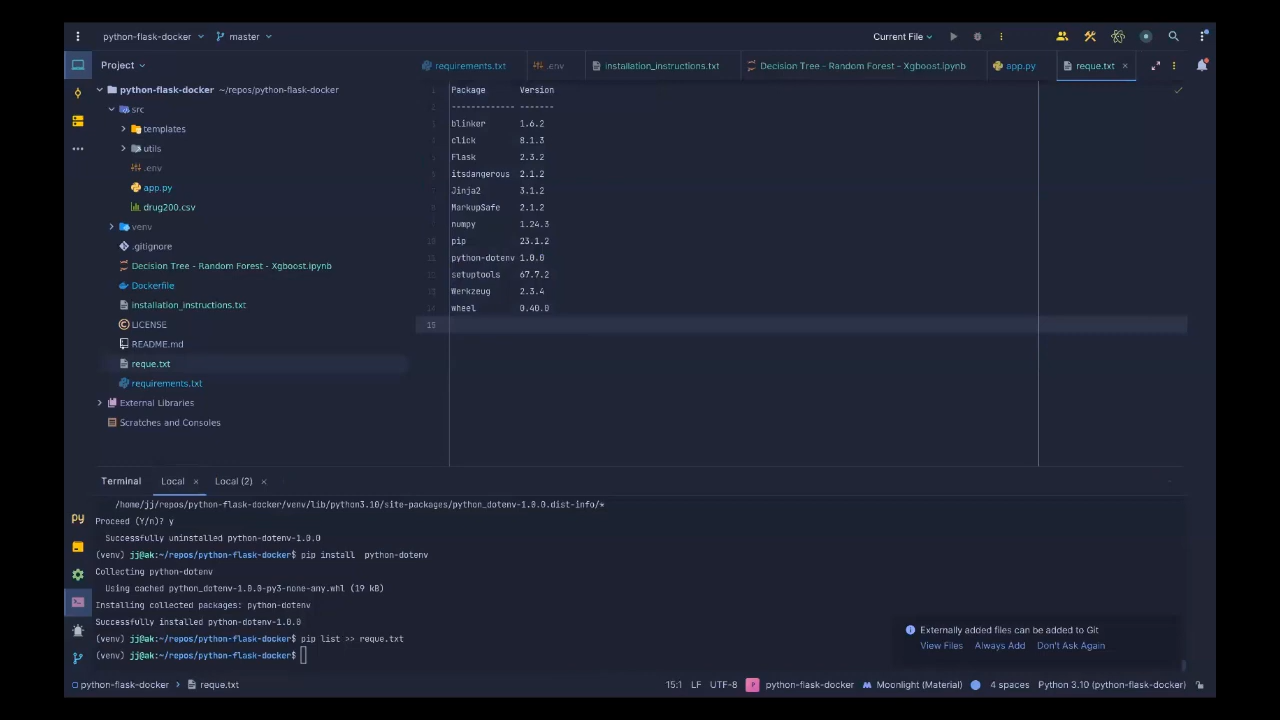 python-flask-docker master Current File
Project requirements.txt .env installation_instructions.txt Decision Tree - Random Forest - Xgboost.ipynb app.py reque.txt
python-flask-docker ~/repos/python-flask-docker
src
templates
utils
.env
app.py
drug200.csv
venv
.gitignore
Decision Tree - Random Forest - Xgboost.ipynb
Dockerfile
installation_instructions.txt
LICENSE
README.md
reque.txt
requirements.txt
External Libraries
Scratches and Consoles
Package Version
------------- -------
blinker 1.6.2
click 8.1.3
Flask 2.3.2
itsdangerous 2.1.2
Jinja2 3.1.2
MarkupSafe 2.1.2
numpy 1.24.3
pip 23.1.2
python-dotenv 1.0.0
setuptools 67.7.2
Werkzeug 2.3.4
wheel 0.40.0
15
Terminal Local Local (2)
/home/jj/repos/python-flask-docker/venv/lib/python3.10/site-packages/python_dotenv-1.0.0.dist-info/*
Proceed (Y/n)? y
Successfully uninstalled python-dotenv-1.0.0
(venv) jj@ak:~/repos/python-flask-docker$ pip install  python-dotenv
Collecting python-dotenv
Using cached python_dotenv-1.0.0-py3-none-any.whl (19 kB)
Installing collected packages: python-dotenv
Successfully installed python-dotenv-1.0.0
(venv) jj@ak:~/repos/python-flask-docker$ pip list >> reque.txt
(venv) jj@ak:~/repos/python-flask-docker$
Externally added files can be added to Git
View Files Always Add Don't Ask Again
python-flask-docker > reque.txt 15:1 LF UTF-8 python-flask-docker Moonlight (Material) 4 spaces Python 3.10 (python-flask-docker)